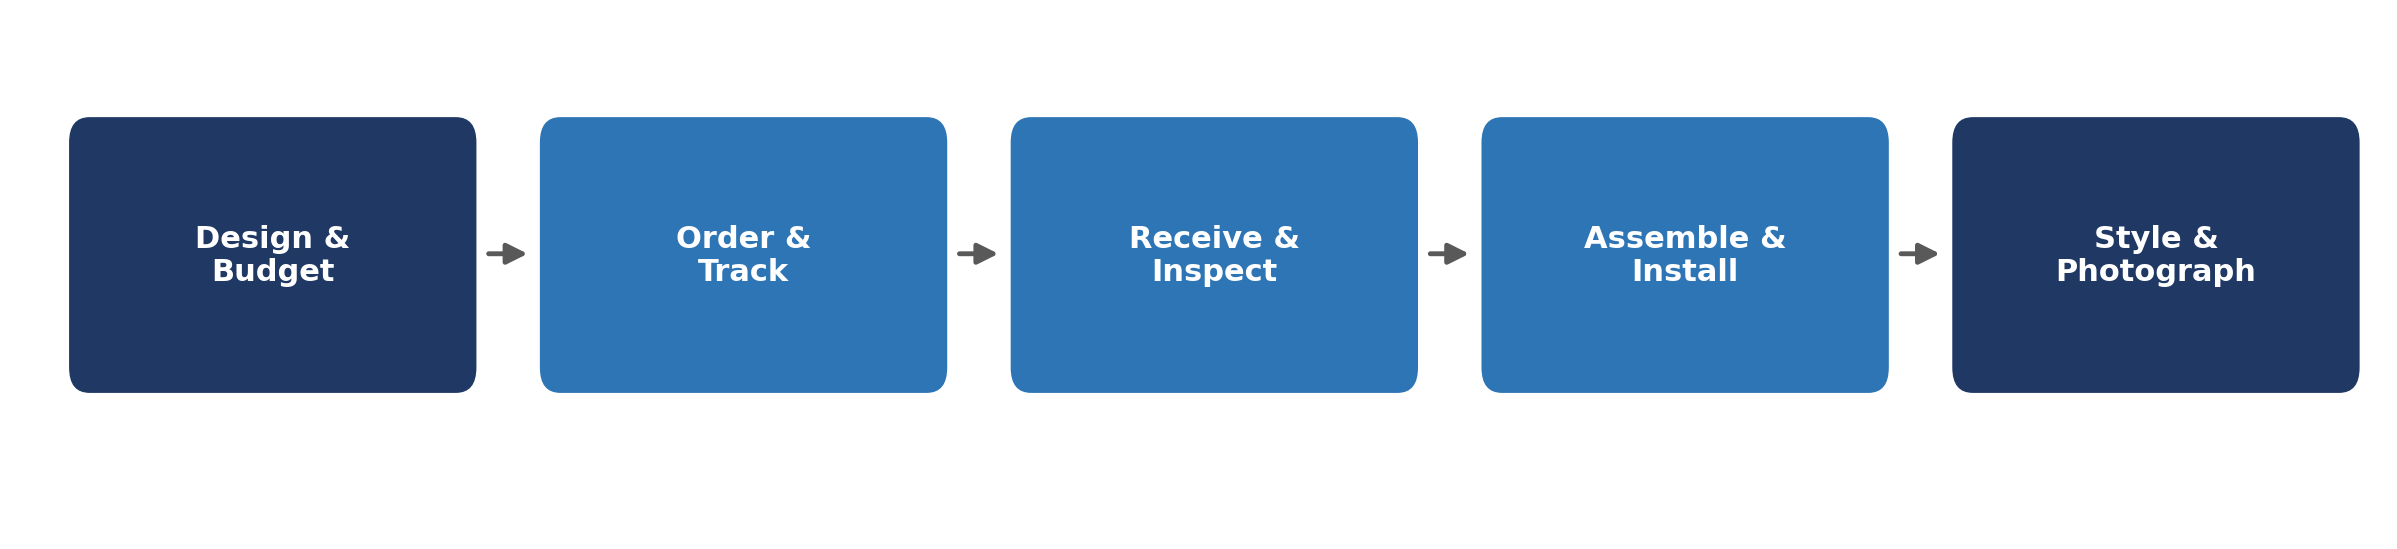 Design &
Budget
Order &
Track
Receive &
Inspect
Assemble &
Install
Style &
Photograph